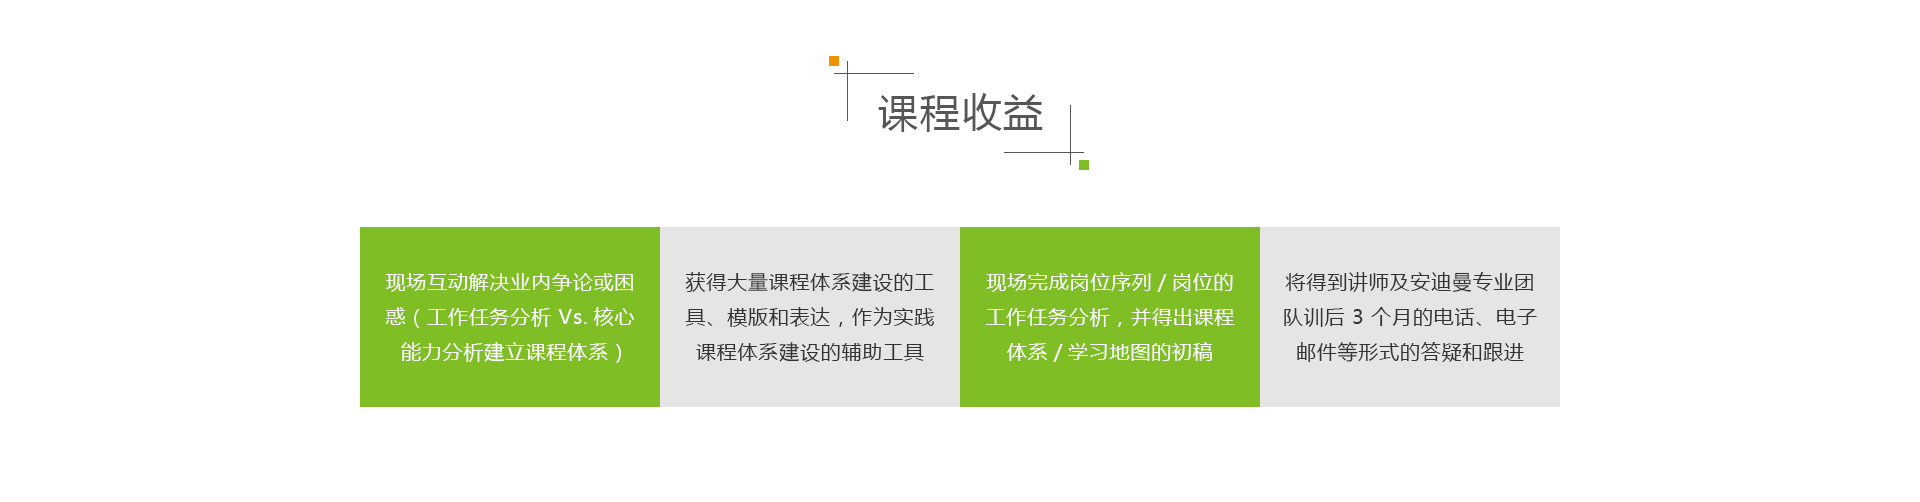 课程收益
现场互动解决业内争论或困
惑（工作任务分析 Vs. 核心
能力分析建立课程体系）
获得大量课程体系建设的工
具、模版和表达，作为实践
课程体系建设的辅助工具
现场完成岗位序列 / 岗位的
工作任务分析，并得出课程
体系 / 学习地图的初稿
将得到讲师及安迪曼专业团
队训后 3 个月的电话、电子
邮件等形式的答疑和跟进